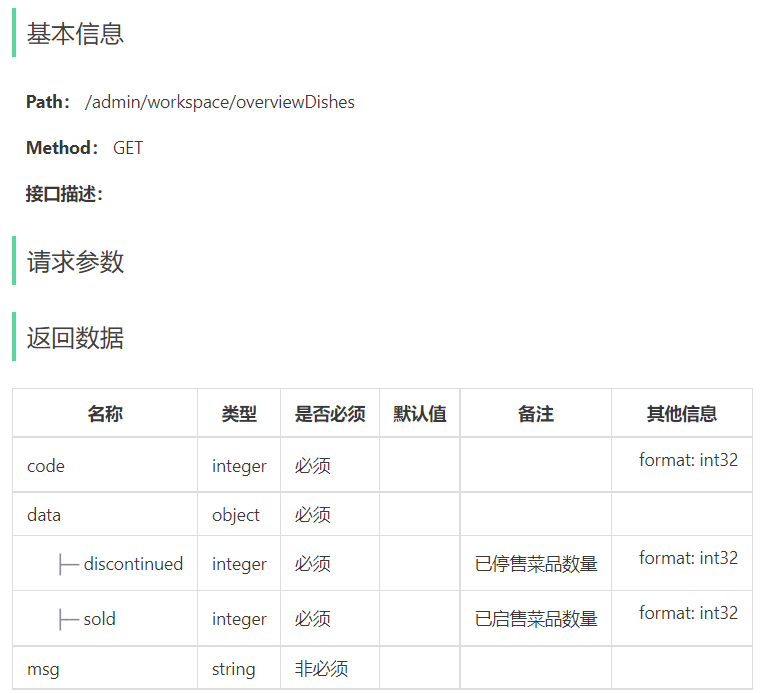 基本信息
Path： /admin/workspace/overviewDishes
Method： GET
接口描述：
请求参数
返回数据
名称 类型 是否必须 默认值 备注 其他信息
code integer 必须 format: int32
data object 必须
├─ discontinued integer 必须 已停售菜品数量 format: int32
├─ sold integer 必须 已启售菜品数量 format: int32
msg string 非必须